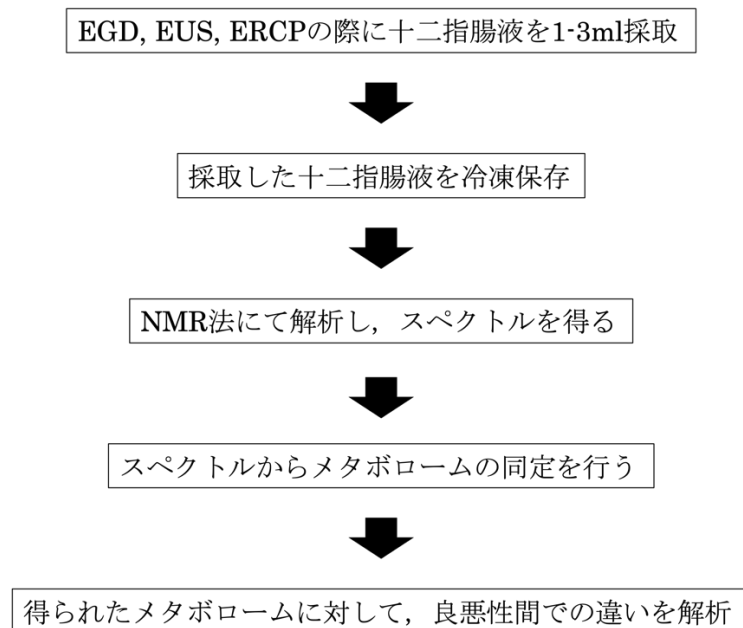 EGD, EUS, ERCPの際に十二指腸液を1-3ml採取
採取した十二指腸液を冷凍保存
NMR法にて解析し，スペクトルを得る
スペクトルからメタボロームの同定を行う
得られたメタボロームに対して，良悪性間での違いを解析